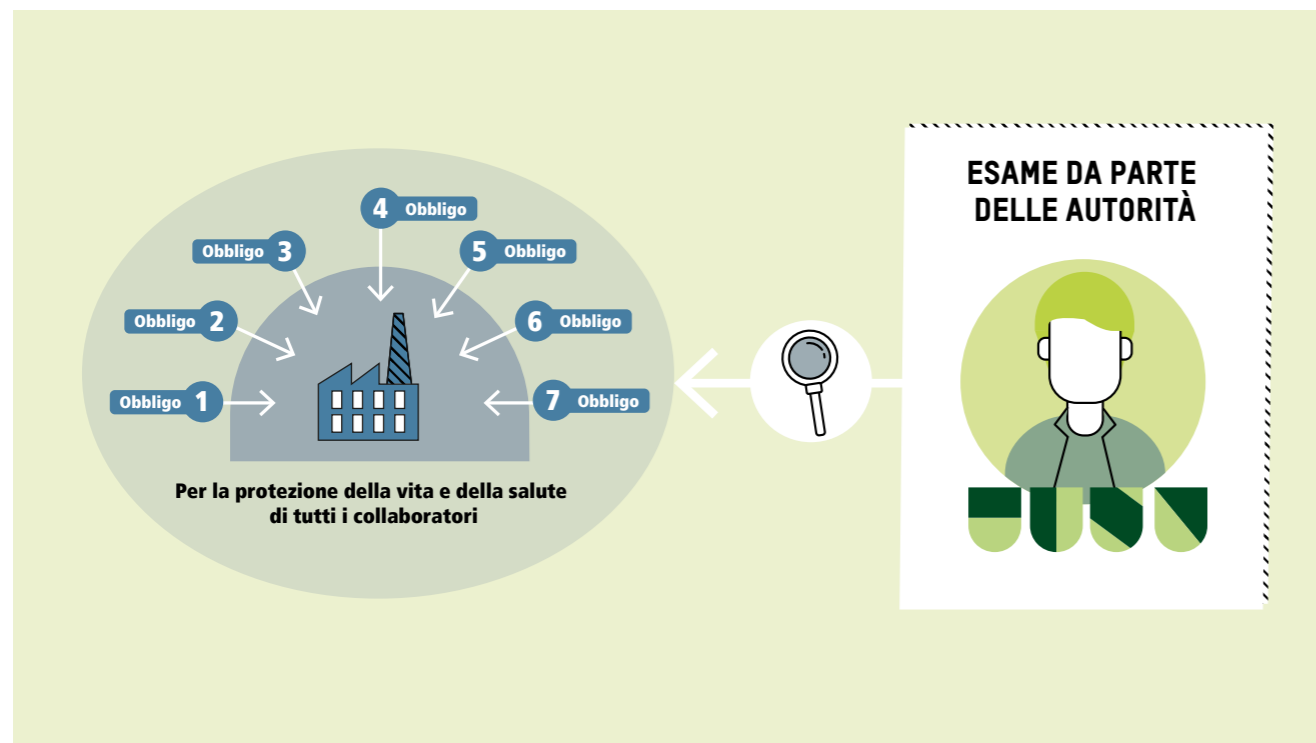 ESAME DA PARTE
DELLE AUTORITÀ
4 Obbligo
Obbligo 3
5 Obbligo
Obbligo 2
6 Obbligo
Obbligo 1
7 Obbligo
Per la protezione della vita e della salute
di tutti i collaboratori